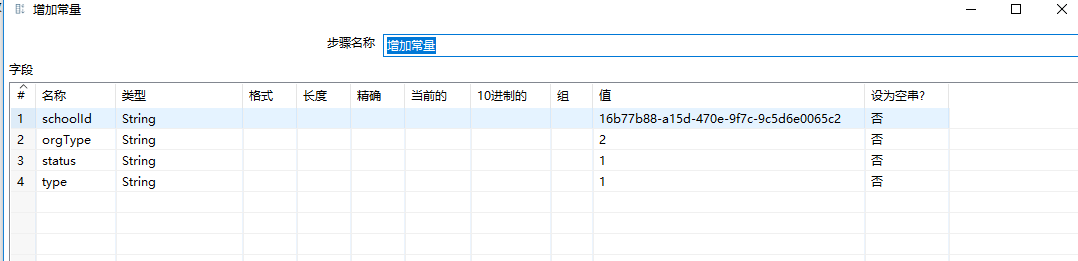 增加常量
步骤名称 增加常量
字段
# 名称 类型 格式 长度 精确 当前的 10进制的 组 值 设为空串?
1 schoolId String 16b77b88-a15d-470e-9f7c-9c5d6e0065c2 否
2 orgType String 2 否
3 status String 1 否
4 type String 1 否